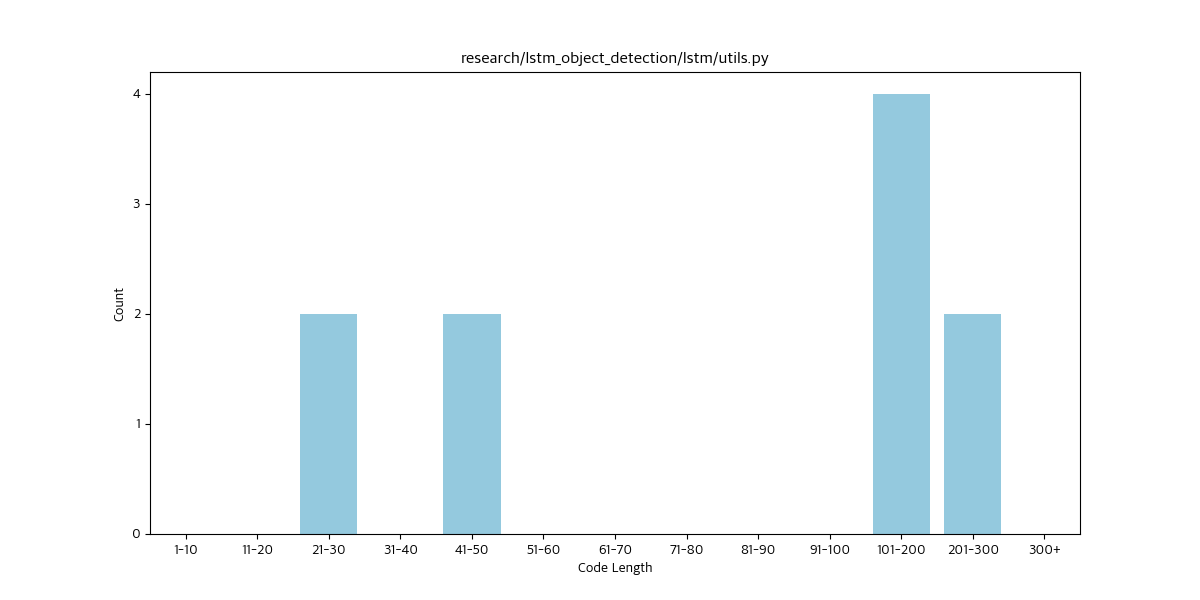 research/lstm_object_detection/lstm/utils.py
4
3
2
1
0
Count
1-10 11-20 21-30 31-40 41-50 51-60 61-70 71-80 81-90 91-100 101-200 201-300 300+
Code Length